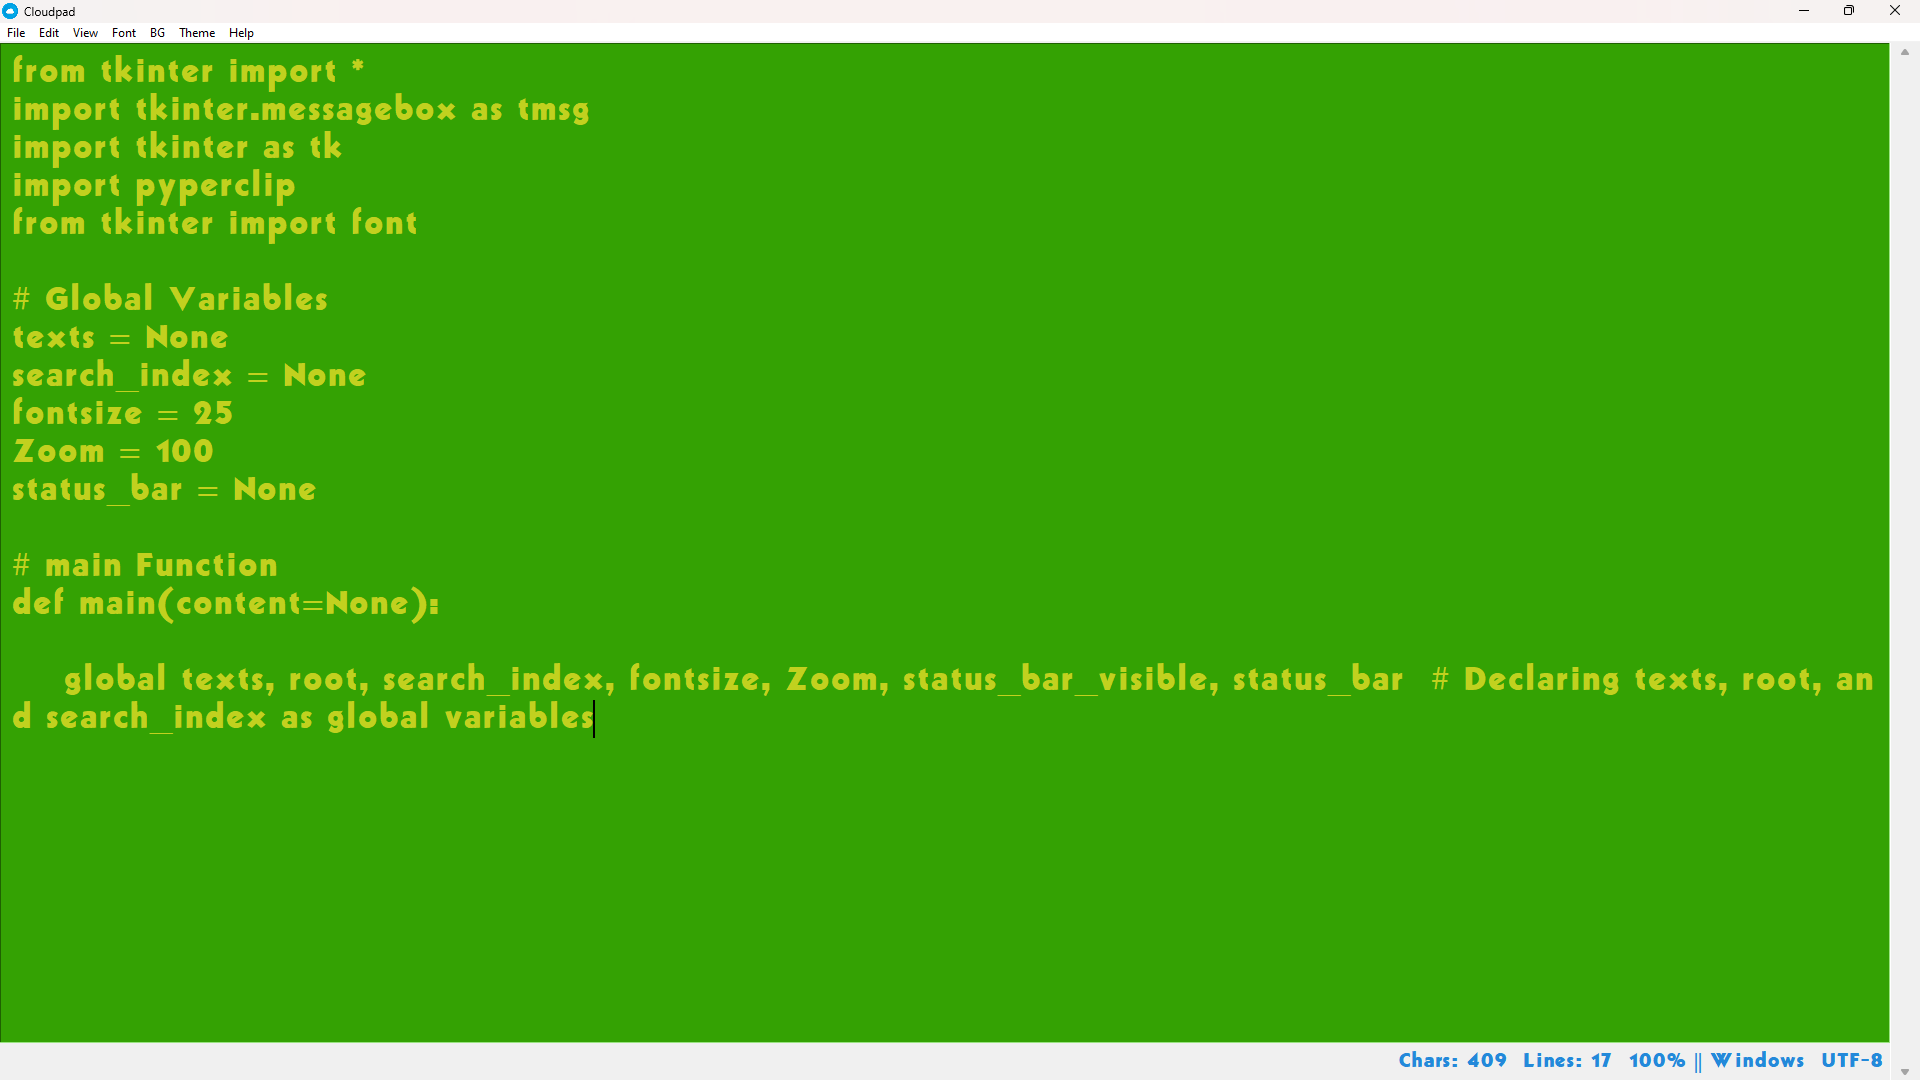 Cloudpad
File Edit View Font BG Theme Help
from tkinter import *
import tkinter.messagebox as tmsg
import tkinter as tk
import pyperclip
from tkinter import font
# Global Variables
texts = None
search_index = None
fontsize = 25
Zoom = 100
status_bar = None
# main Function
def main(content=None):
    global texts, root, search_index, fontsize, Zoom, status_bar_visible, status_bar  # Declaring texts, root, an
d search_index as global variables
Chars: 409 Lines: 17 100% || Windows UTF-8